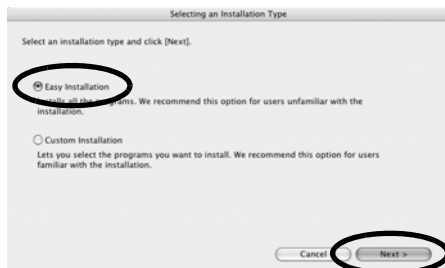 Selecting an Installation Type
Select an installation type and click [Next].
Easy Installation
Installs all the programs. We recommend this option for users unfamiliar with the
installation.
Custom Installation
Lets you select the programs you want to install. We recommend this option for users
familiar with the installation.
Cancel
Next >